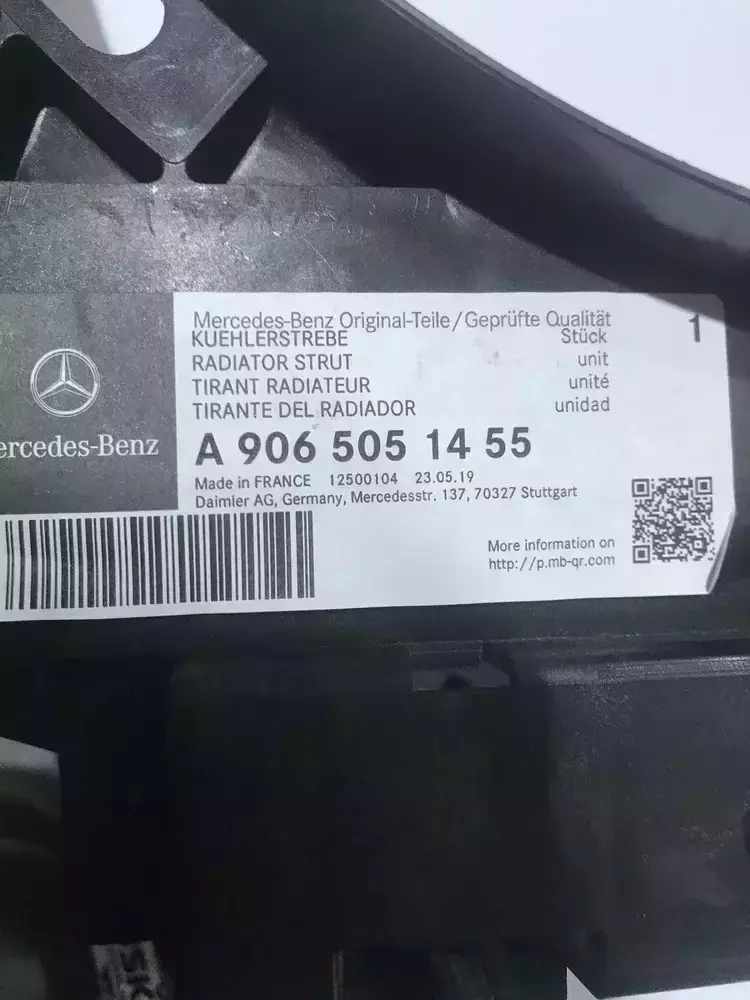 Mercedes-Benz Original-Teile/Geprüfte Qualität 1
KUEHLERSTREBE Stück
RADIATOR STRUT unit
TIRANT RADIATEUR unité
TIRANTE DEL RADIADOR unidad
ercedes-Benz
A 906 505 14 55
Made in FRANCE 12500104 23.05.19
Daimler AG, Germany, Mercedesstr. 137, 70327 Stuttgart
More information on
http://p.mb-qr.com